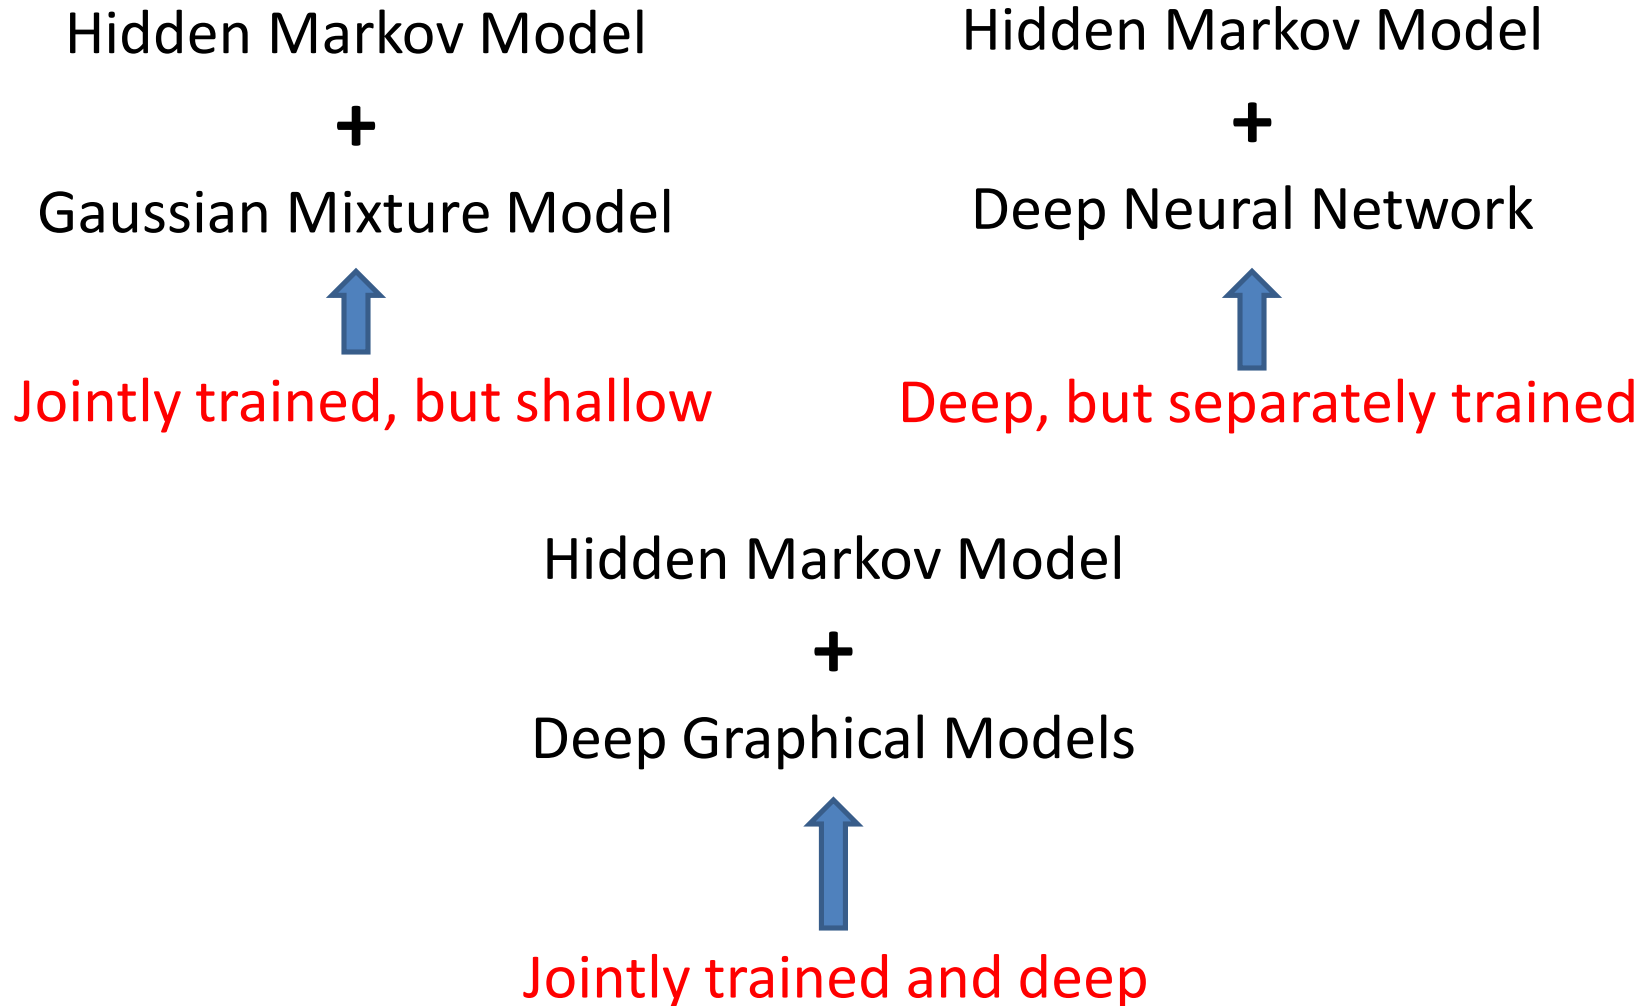 Hidden Markov Model
+
Gaussian Mixture Model
Jointly trained, but shallow
Hidden Markov Model
+
Deep Neural Network
Deep, but separately trained
Hidden Markov Model
+
Deep Graphical Models
Jointly trained and deep